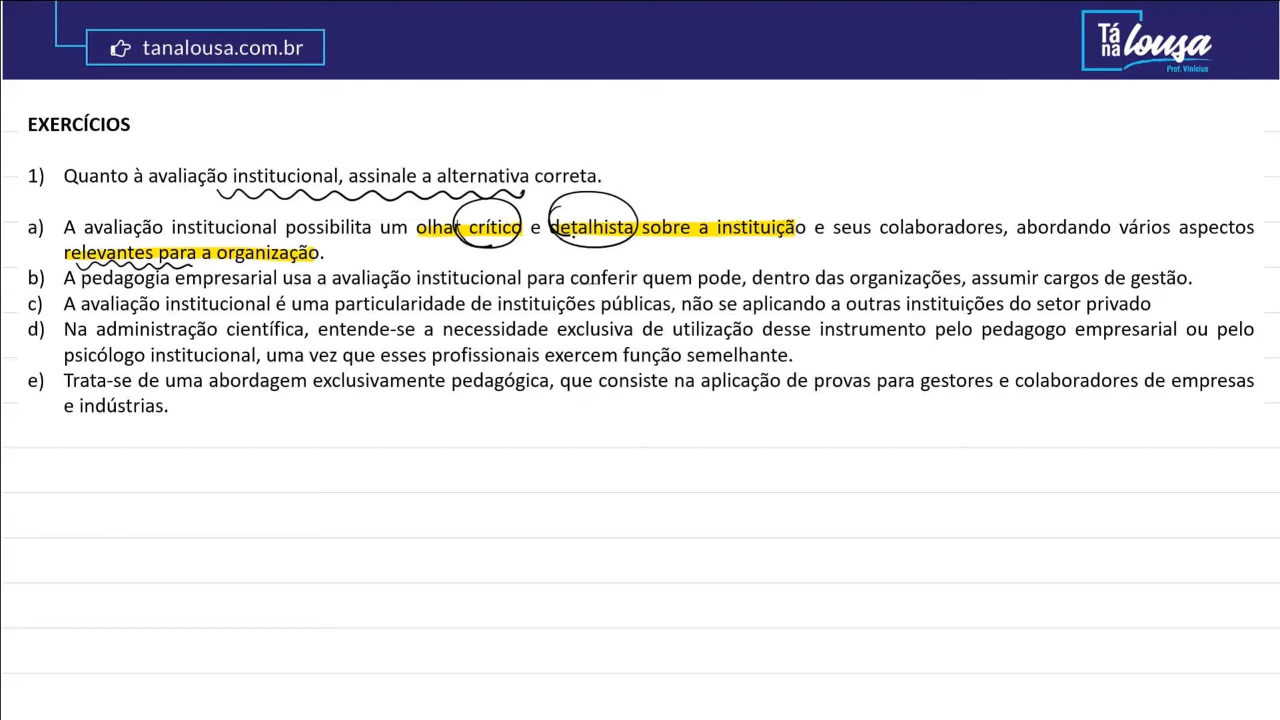 tanalousa.com.br
Tá na lousa
Prof. Vinícius
EXERCÍCIOS
1) Quanto à avaliação institucional, assinale a alternativa correta.
a) A avaliação institucional possibilita um olhar crítico e detalhista sobre a instituição e seus colaboradores, abordando vários aspectos
relevantes para a organização.
b) A pedagogia empresarial usa a avaliação institucional para conferir quem pode, dentro das organizações, assumir cargos de gestão.
c) A avaliação institucional é uma particularidade de instituições públicas, não se aplicando a outras instituições do setor privado
d) Na administração científica, entende-se a necessidade exclusiva de utilização desse instrumento pelo pedagogo empresarial ou pelo
psicólogo institucional, uma vez que esses profissionais exercem função semelhante.
e) Trata-se de uma abordagem exclusivamente pedagógica, que consiste na aplicação de provas para gestores e colaboradores de empresas
e indústrias.